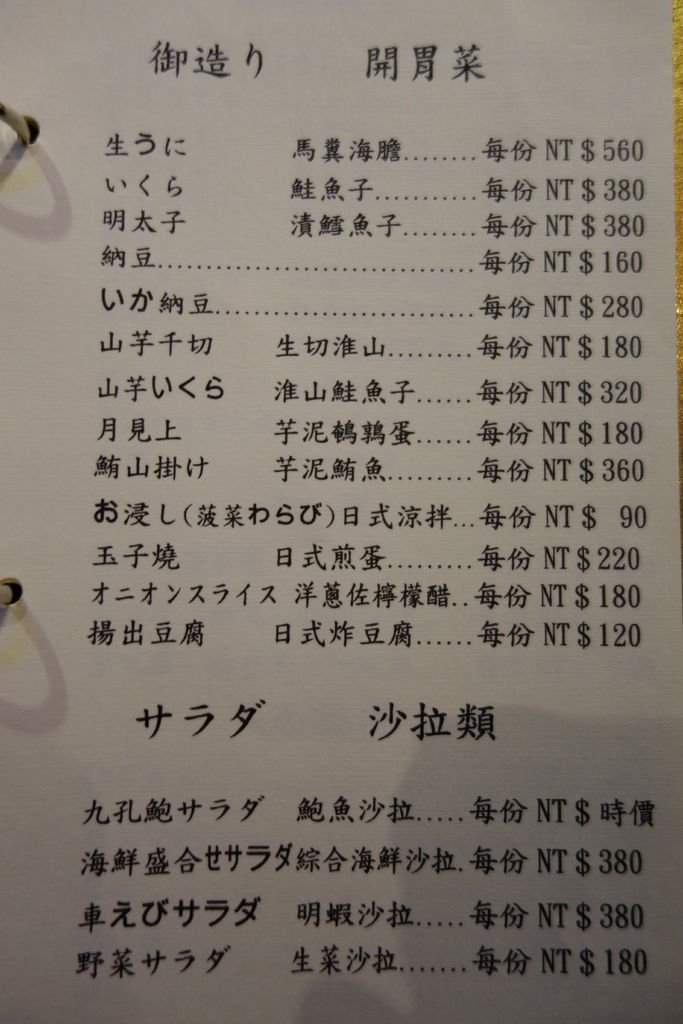 御造り 開胃菜
生うに 馬糞海膽........每份 NT＄560
いくら 鮭魚子...........每份 NT＄380
明太子 漬鱈魚子........每份 NT＄380
納豆.................................每份 NT＄160
いか納豆...........................每份 NT＄280
山芋千切 生切淮山.........每份 NT＄180
山芋いくら 淮山鮭魚子......每份 NT＄320
月見上 芋泥鵪鶉蛋......每份 NT＄180
鮪山掛け 芋泥鮪魚.........每份 NT＄360
お浸し(菠菜わらび)日式涼拌...每份 NT＄ 90
玉子燒 日式煎蛋.........每份 NT＄220
オニオンスライス 洋蔥佐檸檬醋..每份 NT＄180
揚出豆腐 日式炸豆腐......每份 NT＄120
サラダ 沙拉類
九孔鮑サラダ 鮑魚沙拉.....每份 NT＄時價
海鮮盛合せサラダ綜合海鮮沙拉.每份 NT＄380
車えびサラダ 明蝦沙拉.....每份 NT＄380
野菜サラダ 生菜沙拉.......每份 NT＄180